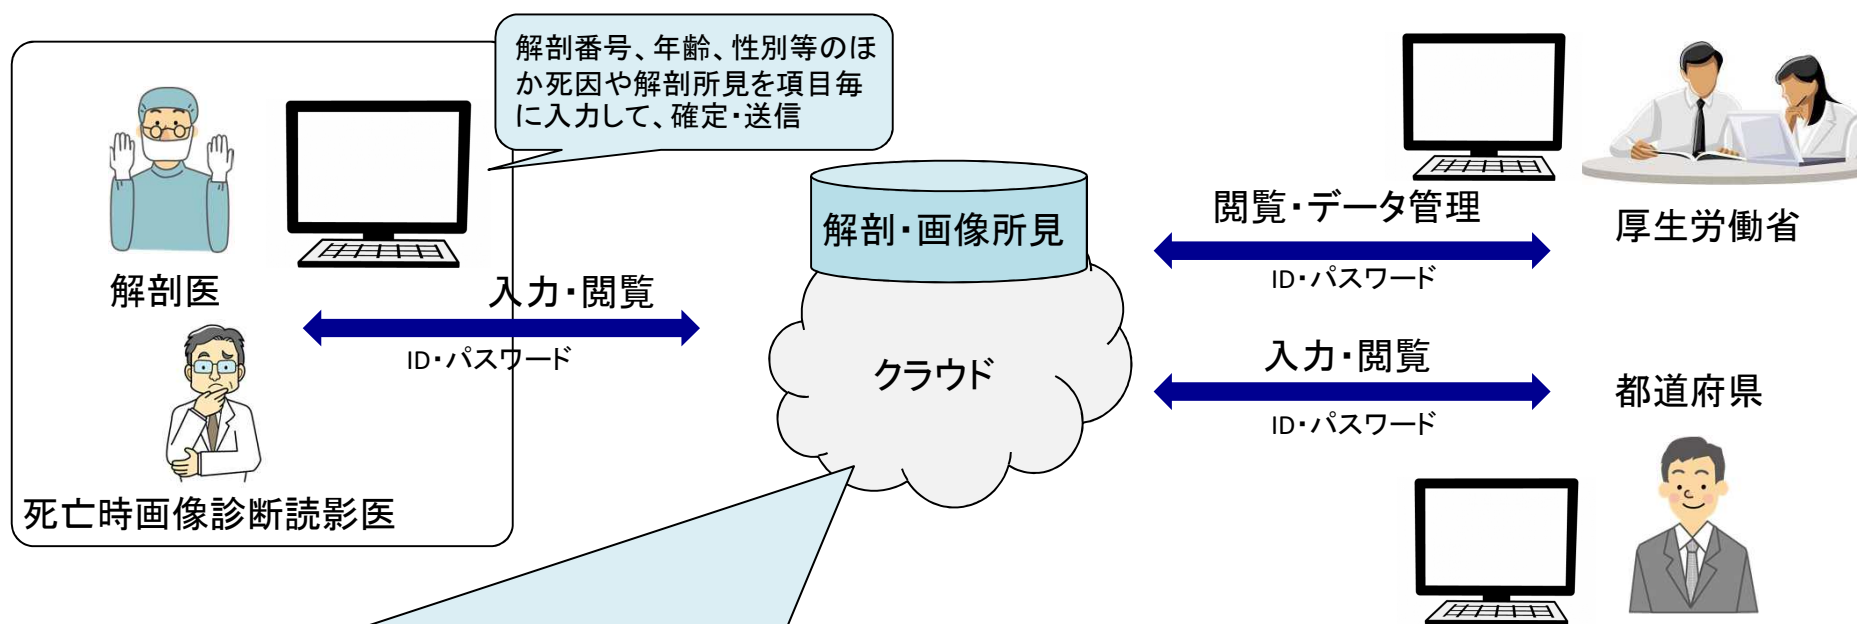 解剖番号、年齢、性別等のほ
か死因や解剖所見を項目毎
に入力して、確定・送信
解剖医
死亡時画像診断読影医
入力・閲覧
ID・パスワード
解剖・画像所見
クラウド
閲覧・データ管理
ID・パスワード
厚生労働省
入力・閲覧
ID・パスワード
都道府県